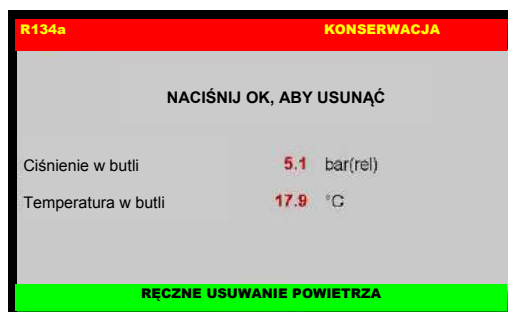 R134a KONSERWACJA
NACIŚNIJ OK, ABY USUNĄĆ
Ciśnienie w butli 5.1 bar(rel)
Temperatura w butli 17.9 °C
RĘCZNE USUWANIE POWIETRZA